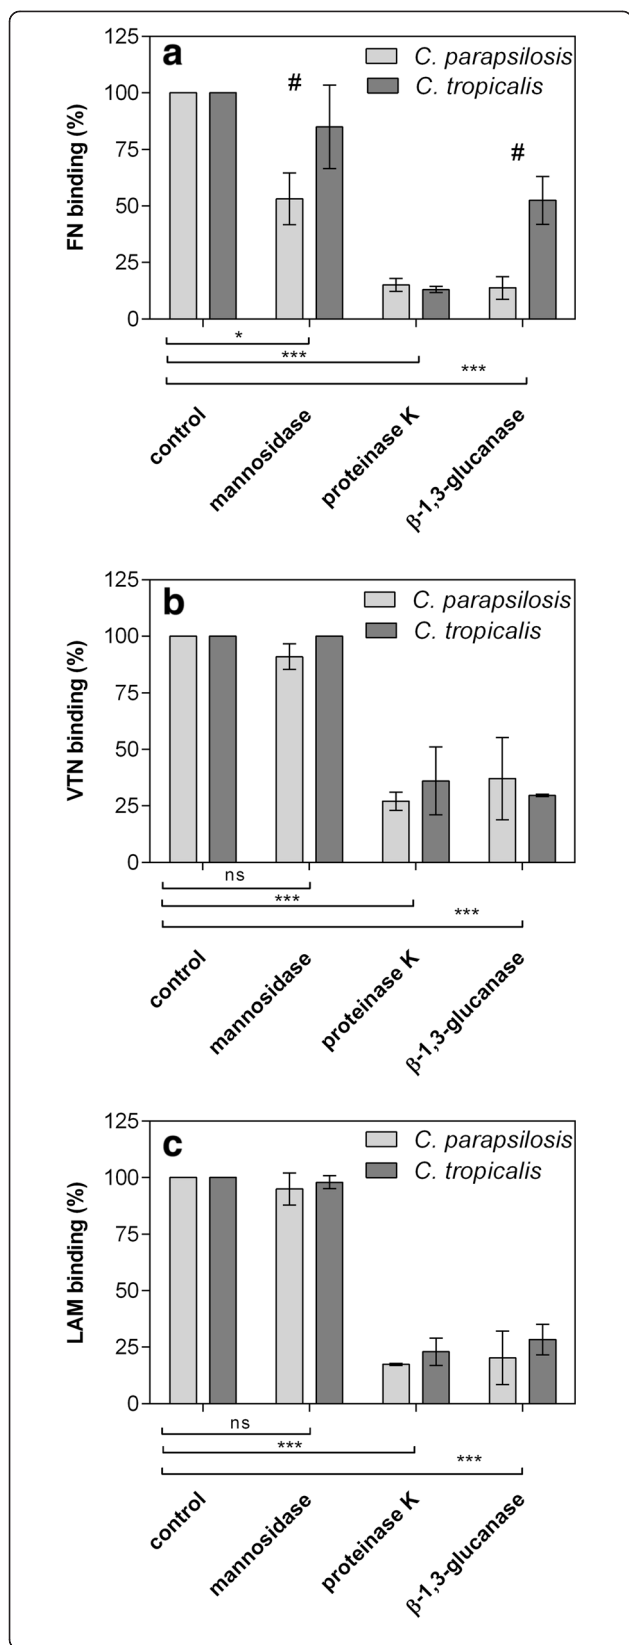 a
C. parapsilosis
C. tropicalis
#
#
FN binding (%)
125
100
75
50
25
0
*
***
***
control
mannosidase
proteinase K
β-1,3-glucanase
b
C. parapsilosis
C. tropicalis
VTN binding (%)
125
100
75
50
25
0
ns
***
***
control
mannosidase
proteinase K
β-1,3-glucanase
c
C. parapsilosis
C. tropicalis
LAM binding (%)
125
100
75
50
25
0
ns
***
***
control
mannosidase
proteinase K
β-1,3-glucanase